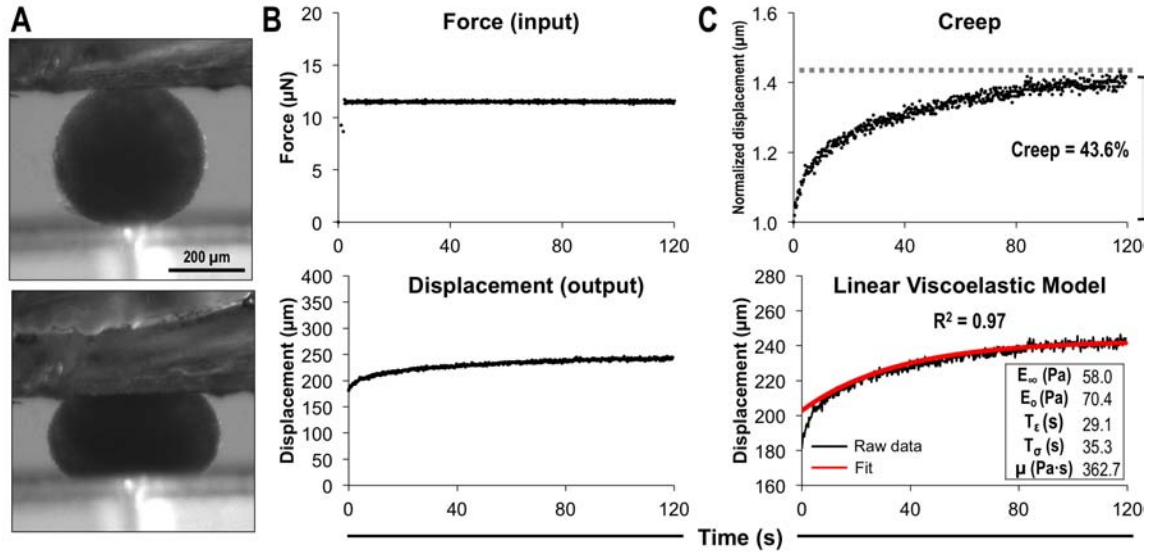 A
200 µm
B
Force (input)
Force (µN)
20
15
10
5
0
0 40 80 120
Displacement (output)
Displacement (µm)
400
350
300
250
200
150
100
50
0
0 40 80 120
C
Creep
Normalized displacement (µm)
1.6
1.4
1.2
1.0
Creep = 43.6%
0 40 80 120
Linear Viscoelastic Model
R² = 0.97
Displacement (µm)
280
260
240
220
200
180
160
E∞ (Pa) 58.0
Eo (Pa) 70.4
Tε (s) 29.1
Tσ (s) 35.3
µ (Pa·s) 362.7
Raw data
Fit
0 40 80 120
Time (s)